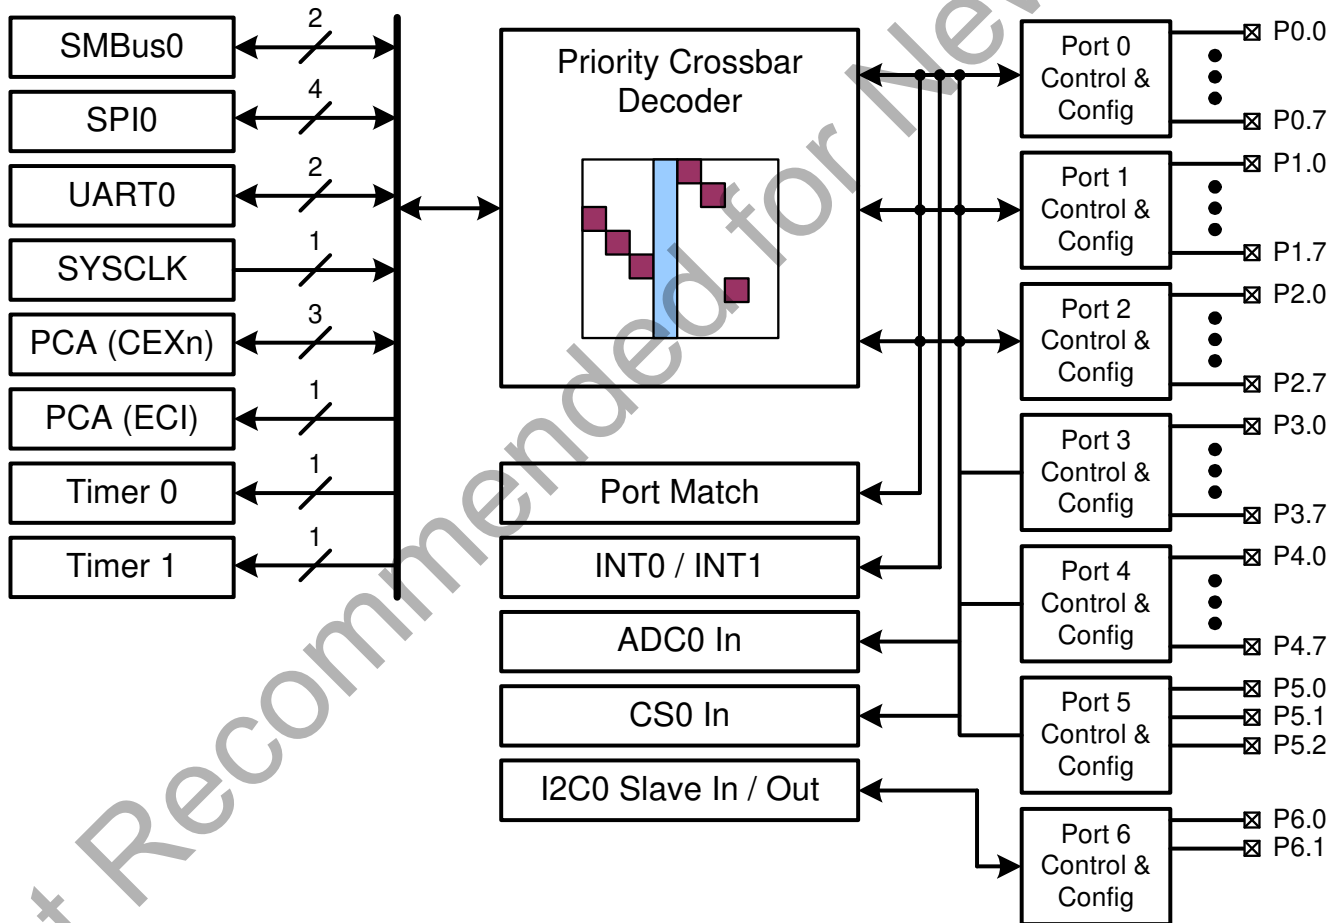 SMBus0
2
SPI0
4
UART0
2
SYSCLK
1
PCA (CEXn)
3
PCA (ECI)
1
Timer 0
1
Timer 1
1
Priority Crossbar
Decoder
Port Match
INT0 / INT1
ADC0 In
CS0 In
I2C0 Slave In / Out
Port 0
Control &
Config
P0.0
P0.7
Port 1
Control &
Config
P1.0
P1.7
Port 2
Control &
Config
P2.0
P2.7
Port 3
Control &
Config
P3.0
P3.7
Port 4
Control &
Config
P4.0
P4.7
Port 5
Control &
Config
P5.0
P5.1
P5.2
Port 6
Control &
Config
P6.0
P6.1
Recommended for